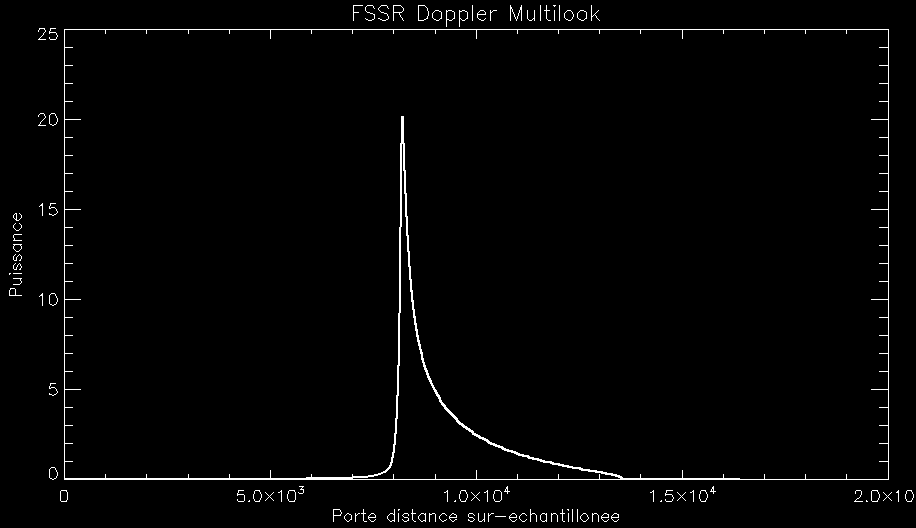 FSSR Doppler Multilook
25
20
15
10
5
0
Puissance
0 5.0×10³ 1.0×10⁴ 1.5×10⁴ 2.0×10
Porte distance sur-echantillonee